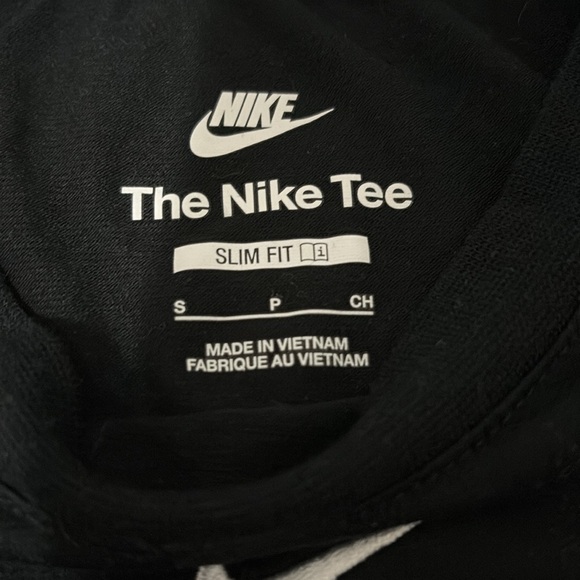 NIKE
The Nike Tee
SLIM FIT
S P CH
MADE IN VIETNAM
FABRIQUE AU VIETNAM